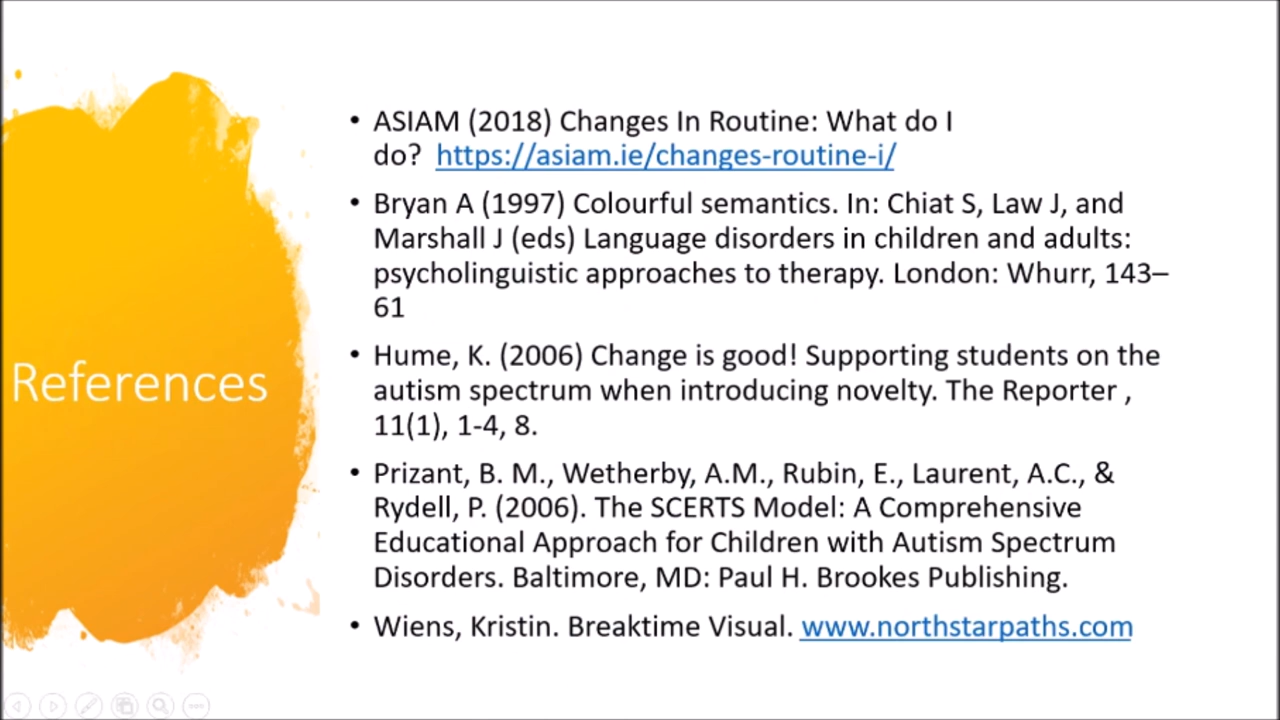 References
• ASIAM (2018) Changes In Routine: What do I
do? https://asiam.ie/changes-routine-i/
• Bryan A (1997) Colourful semantics. In: Chiat S, Law J, and
Marshall J (eds) Language disorders in children and adults:
psycholinguistic approaches to therapy. London: Whurr, 143–
61
• Hume, K. (2006) Change is good! Supporting students on the
autism spectrum when introducing novelty. The Reporter ,
11(1), 1-4, 8.
• Prizant, B. M., Wetherby, A.M., Rubin, E., Laurent, A.C., &
Rydell, P. (2006). The SCERTS Model: A Comprehensive
Educational Approach for Children with Autism Spectrum
Disorders. Baltimore, MD: Paul H. Brookes Publishing.
• Wiens, Kristin. Breaktime Visual. www.northstarpaths.com